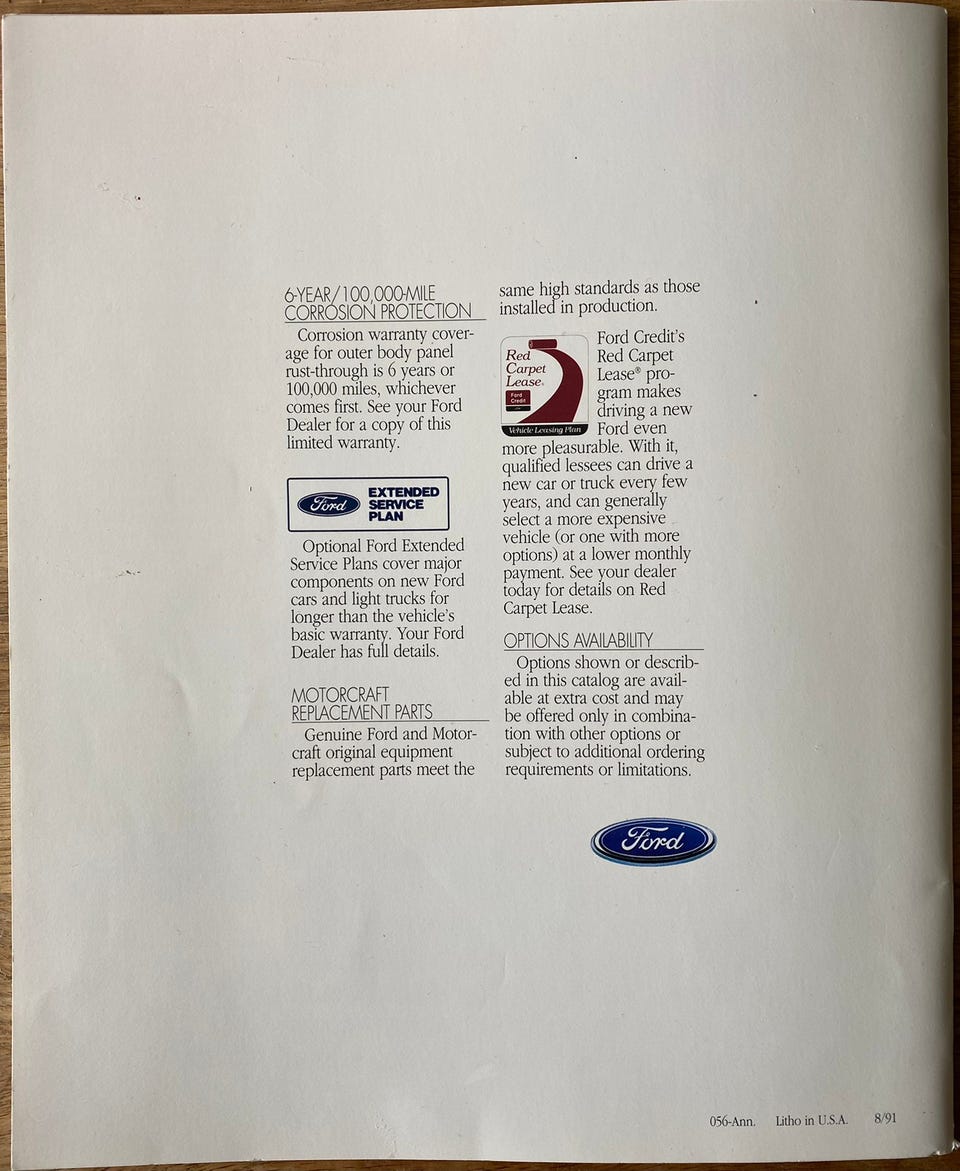 6-YEAR/100,000-MILE
CORROSION PROTECTION
Corrosion warranty cover-
age for outer body panel
rust-through is 6 years or
100,000 miles, whichever
comes first. See your Ford
Dealer for a copy of this
limited warranty.
Ford
EXTENDED
SERVICE
PLAN
Optional Ford Extended
Service Plans cover major
components on new Ford
cars and light trucks for
longer than the vehicle's
basic warranty. Your Ford
Dealer has full details.
MOTORCRAFT
REPLACEMENT PARTS
Genuine Ford and Motor-
craft original equipment
replacement parts meet the
same high standards as those
installed in production.
Red
Carpet
Lease®
Ford
Credit
Vehicle Leasing Plan
Ford Credit's
Red Carpet
Lease® pro-
gram makes
driving a new
Ford even
more pleasurable. With it,
qualified lessees can drive a
new car or truck every few
years, and can generally
select a more expensive
vehicle (or one with more
options) at a lower monthly
payment. See your dealer
today for details on Red
Carpet Lease.
OPTIONS AVAILABILITY
Options shown or describ-
ed in this catalog are avail-
able at extra cost and may
be offered only in combina-
tion with other options or
subject to additional ordering
requirements or limitations.
Ford
056-Ann. Litho in U.S.A. 8/91